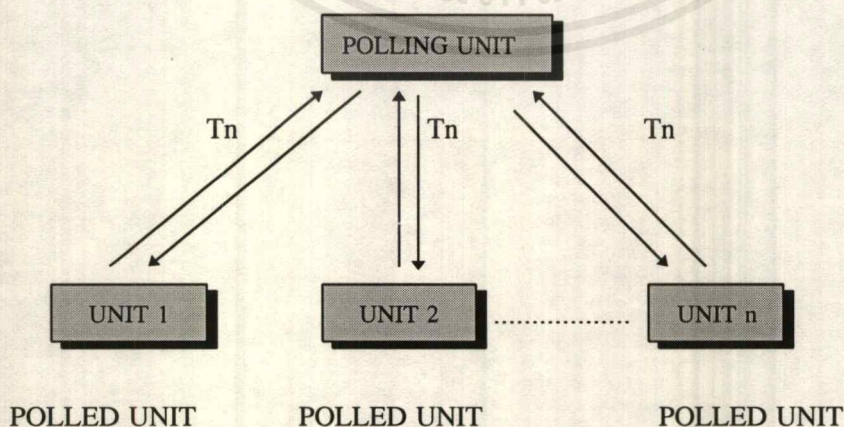 POLLING UNIT
Tn Tn Tn
UNIT 1 UNIT 2 .................. UNIT n
POLLED UNIT POLLED UNIT POLLED UNIT